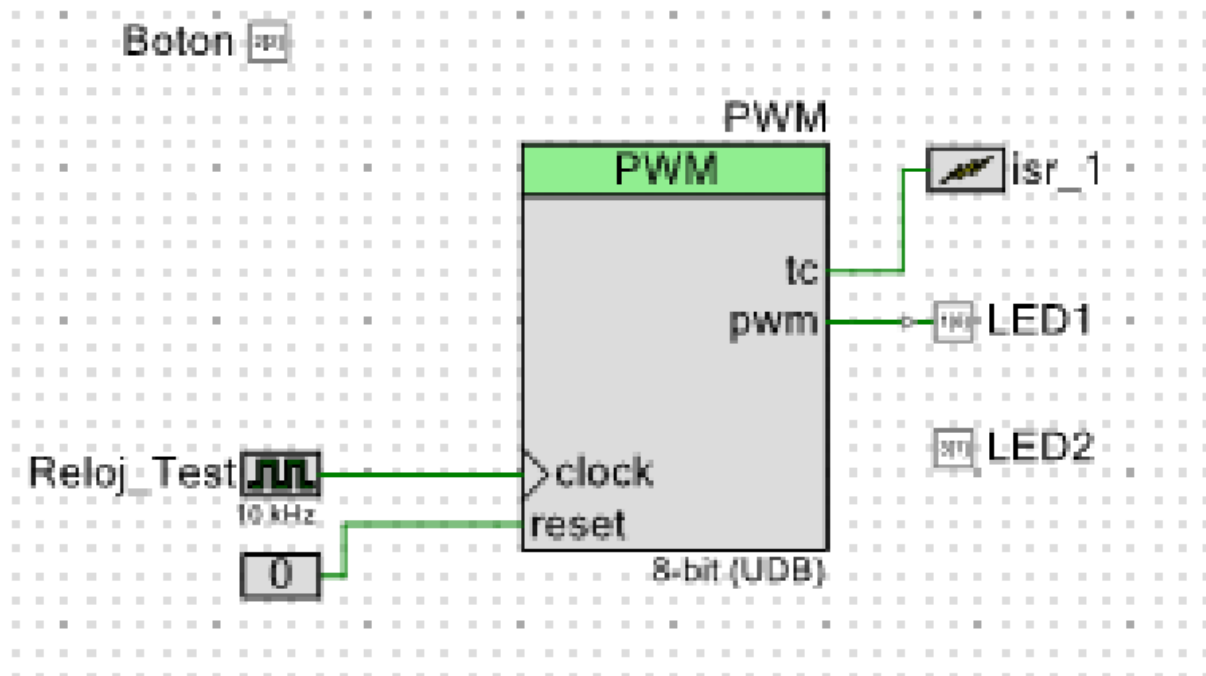 Boton
PWM
PWM
isr_1
tc
pwm
LED1
LED2
Reloj_Test
clock
10 kHz
reset
0
8-bit (UDB)